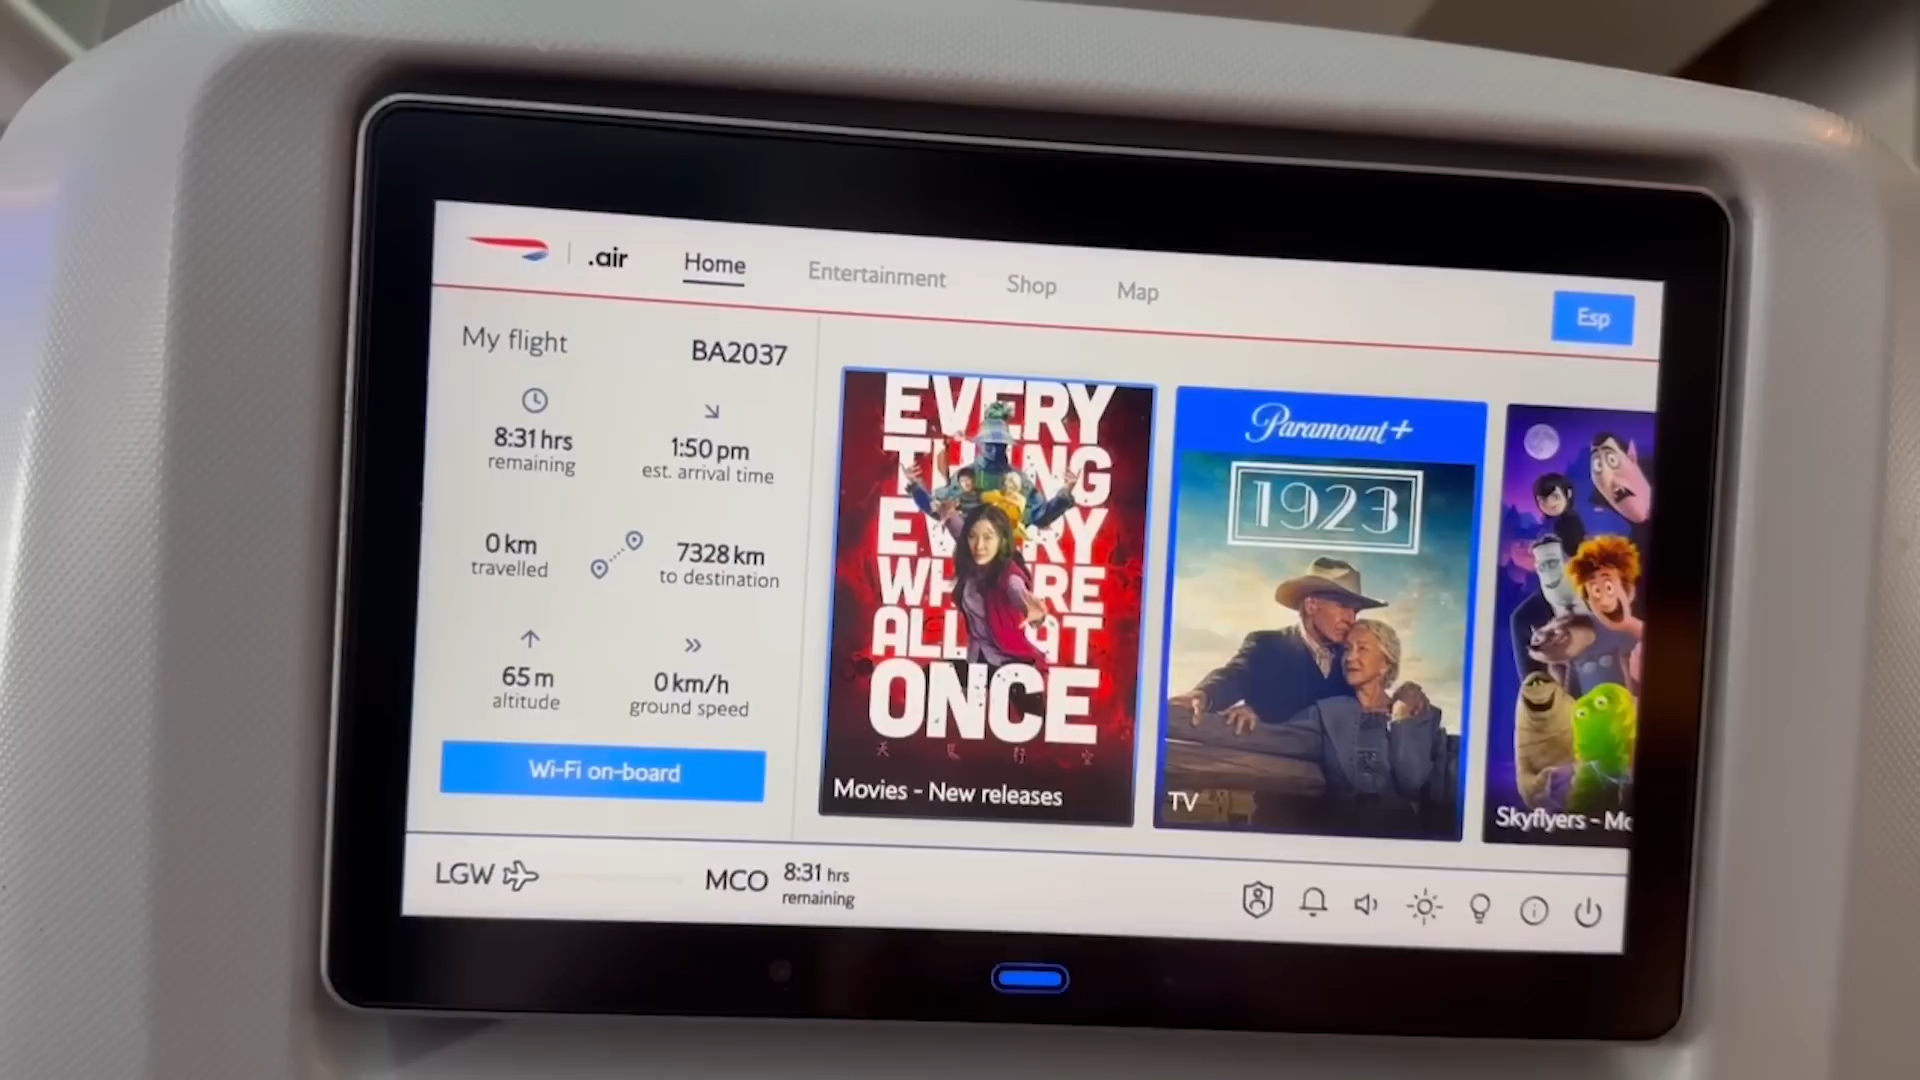 .air Home Entertainment Shop Map
Esp
My flight BA2037
8:31 hrs
remaining
1:50 pm
est. arrival time
0 km
travelled
7328 km
to destination
65 m
altitude
0 km/h
ground speed
Wi-Fi on-board
EVERY
THING
EVERY
WHERE
ALL AT
ONCE
Movies - New releases
Paramount+
1923
TV
Skyflyers - Mo
LGW
MCO
8:31 hrs
remaining